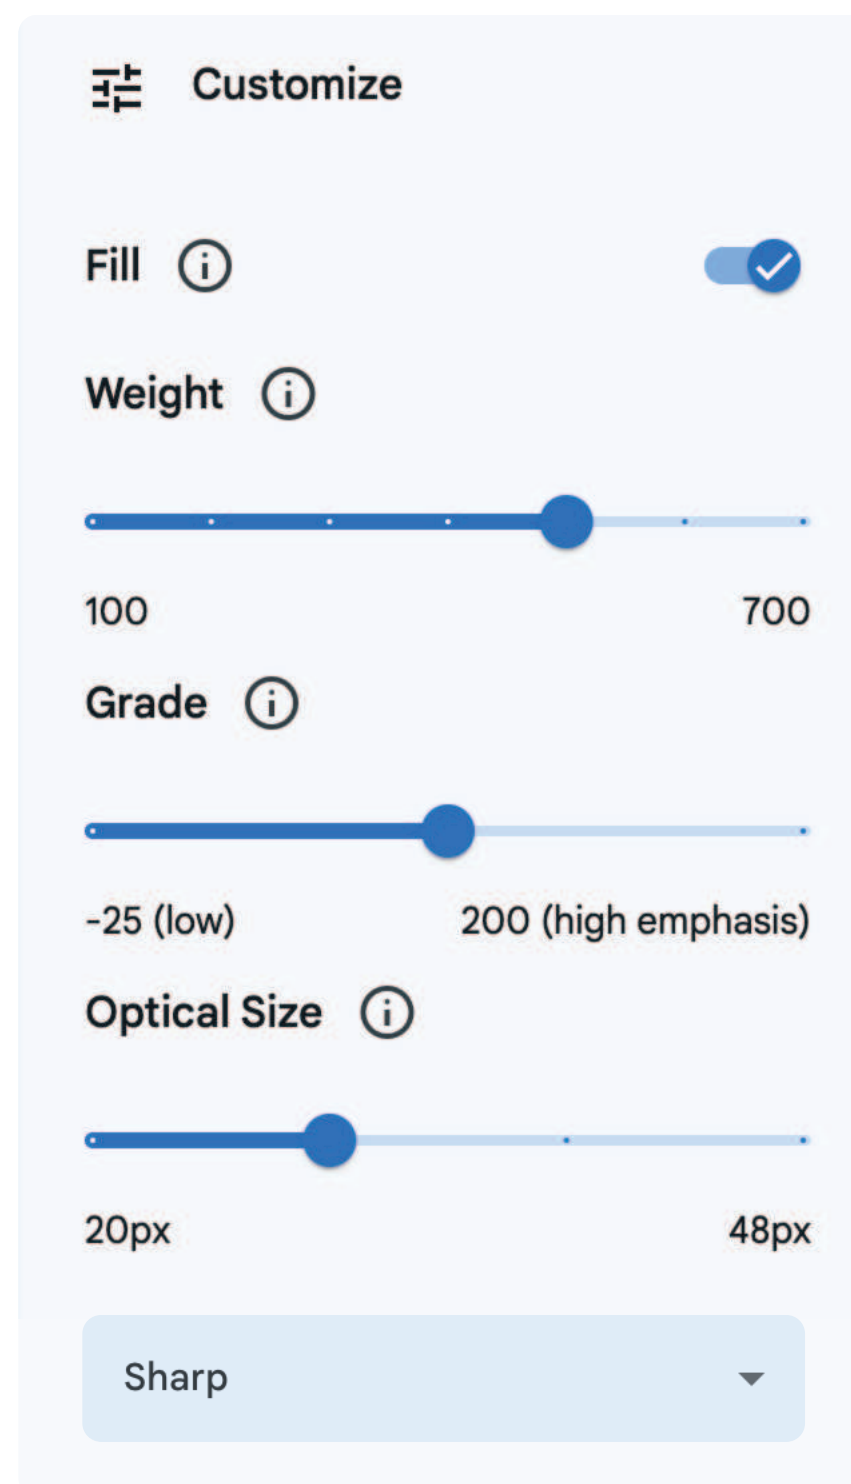 Customize
Fill
Weight
100 700
Grade
-25 (low) 200 (high emphasis)
Optical Size
20px 48px
Sharp